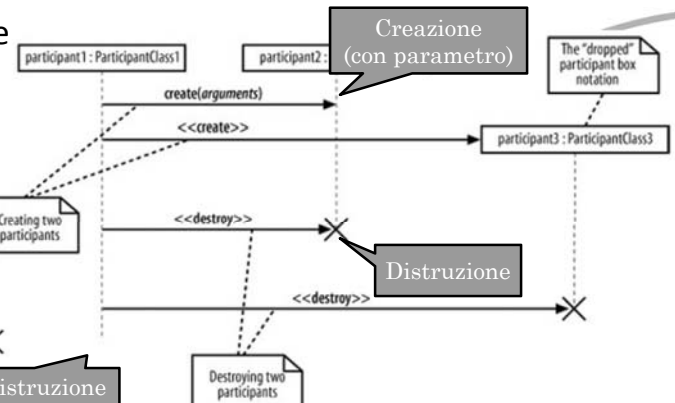 e
participant1 : ParticipantClass1
participant2 :
Creazione
(con parametro)
The "dropped"
participant box
notation
create(arguments)
<<create>>
participant3 : ParticipantClass3
Creating two
participants
<<destroy>>
Distruzione
<<destroy>>
istruzione
Destroying two
participants